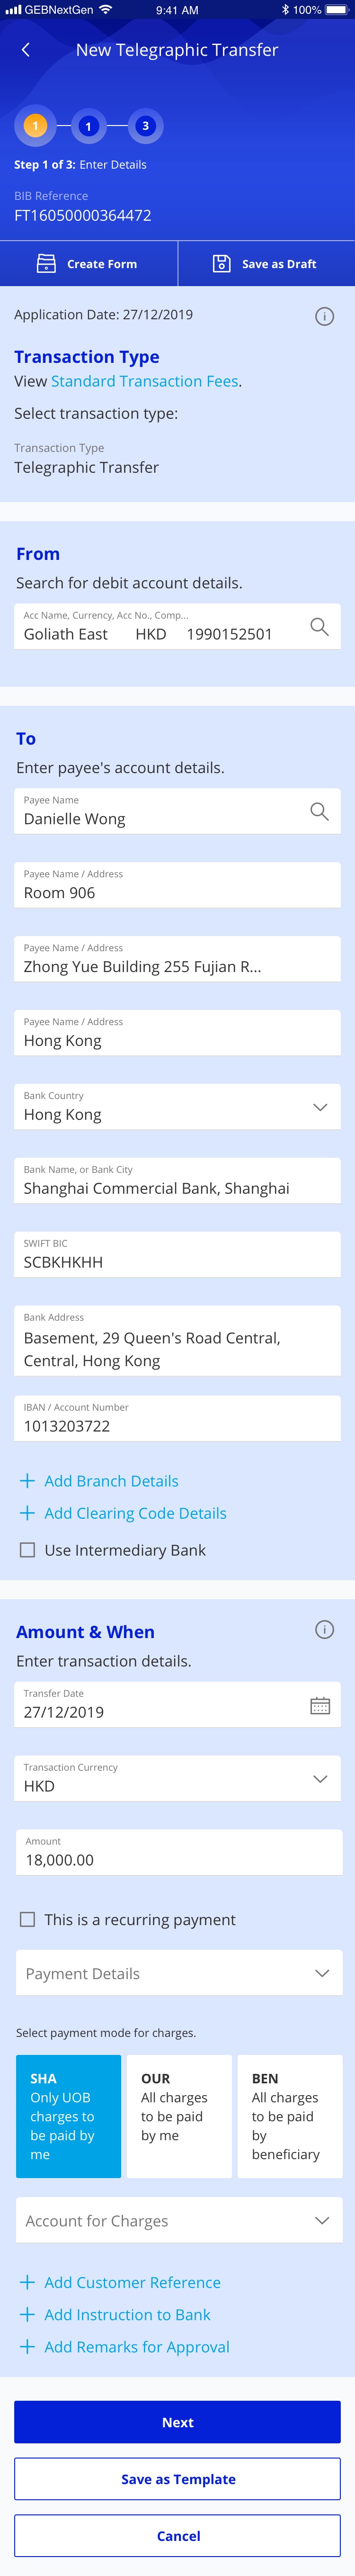 GEBNextGen 9:41 AM 100%
New Telegraphic Transfer
1 1 3
Step 1 of 3: Enter Details
BIB Reference
FT16050000364472
Create Form Save as Draft
Application Date: 27/12/2019
Transaction Type
View Standard Transaction Fees.
Select transaction type:
Transaction Type
Telegraphic Transfer
From
Search for debit account details.
Acc Name, Currency, Acc No., Comp...
Goliath East HKD 1990152501
To
Enter payee's account details.
Payee Name
Danielle Wong
Payee Name / Address
Room 906
Payee Name / Address
Zhong Yue Building 255 Fujian R...
Payee Name / Address
Hong Kong
Bank Country
Hong Kong
Bank Name, or Bank City
Shanghai Commercial Bank, Shanghai
SWIFT BIC
SCBKHKHH
Bank Address
Basement, 29 Queen's Road Central,
Central, Hong Kong
IBAN / Account Number
1013203722
Add Branch Details
Add Clearing Code Details
Use Intermediary Bank
Amount & When
Enter transaction details.
Transfer Date
27/12/2019
Transaction Currency
HKD
Amount
18,000.00
This is a recurring payment
Payment Details
Select payment mode for charges.
SHA
Only UOB
charges to
be paid by
me
OUR
All charges
to be paid
by me
BEN
All charges
to be paid
by
beneficiary
Account for Charges
Add Customer Reference
Add Instruction to Bank
Add Remarks for Approval
Next
Save as Template
Cancel